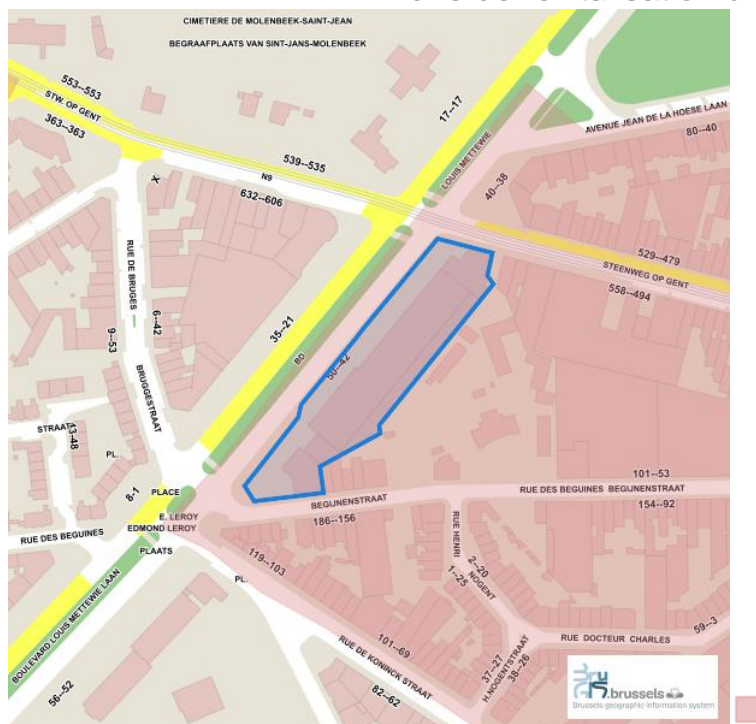 CIMETIERE DE MOLENBEEK-SAINT-JEAN
BEGRAAFPLAATS VAN SINT-JANS-MOLENBEEK
553--553
STW. OP GENT
363--363
17--17
AVENUE JEAN DE LA HOESE LAAN
80--40
LOUIS METTEWIE
40--38
539--535
N9
632--606
X
529--479
STEENWEG OP GENT
558--494
RUE DE BRUGES
6--42
9--53
BRUGGESTRAAT
35--21
BD
50--42
STRAAT
43-48
PL.
8-1
PLACE
E. LEROY
EDMOND LEROY
PLAATS
RUE DES BEGUINES
BOULEVARD LOUIS METTEWIE LAAN
56--52
101--53
RUE DES BEGUINES BEGIJNENSTRAAT
154--92
BEGIJNENSTRAAT
186--156
RUE HENRI
NOGENT
2--20
1--25
119--103
PL.
RUE DE KONINCK STRAAT
101--69
82--62
RUE DOCTEUR CHARLES
59--3
37--27
H.NOGENTSTRAAT
38--26
.brussels
Brussels geographic information system